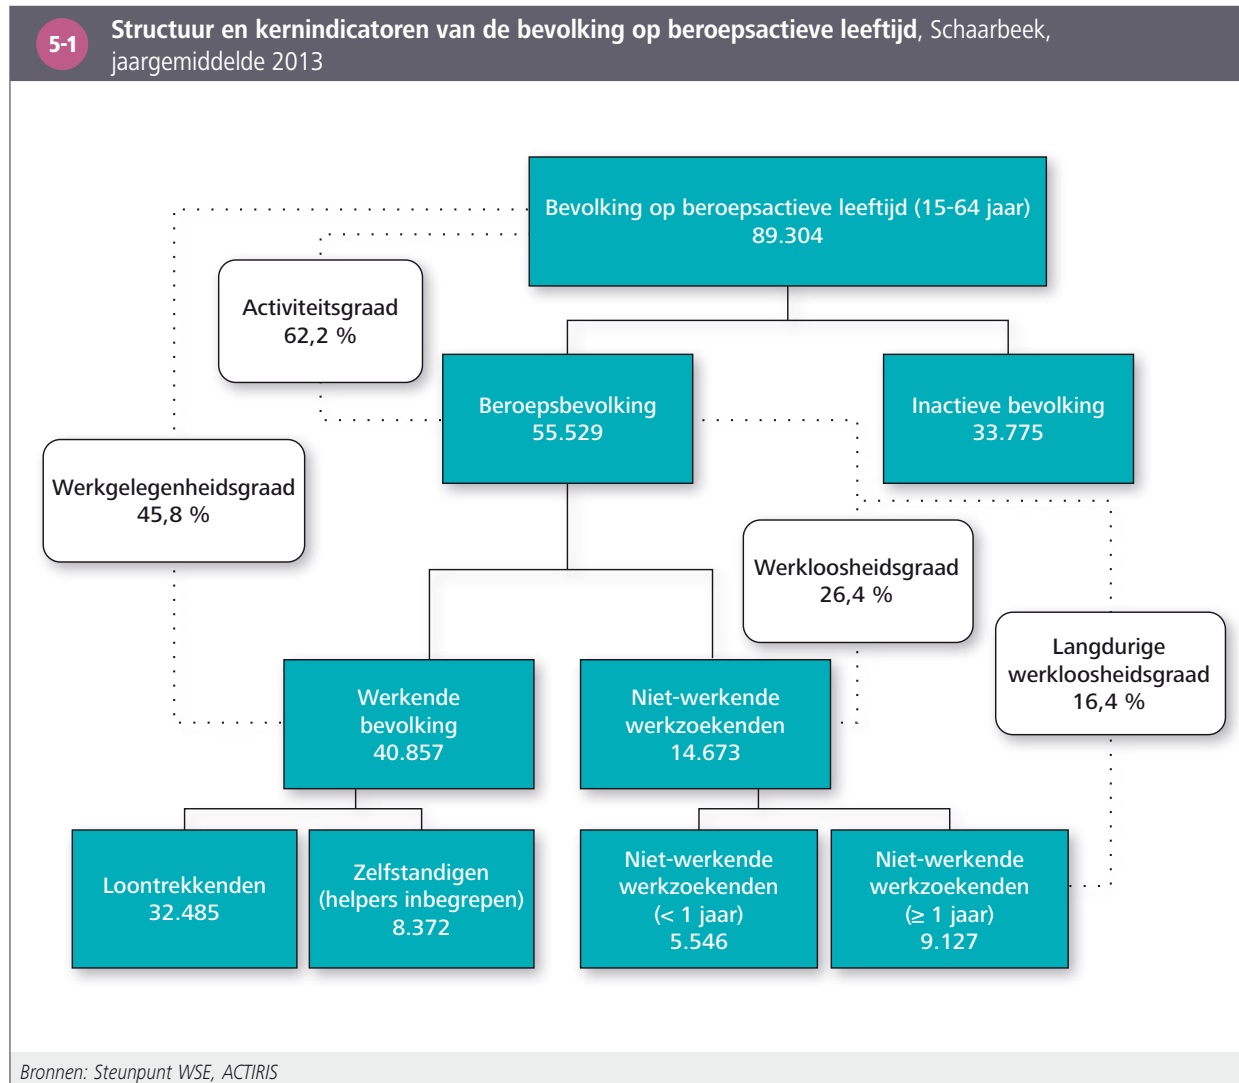 5-1
Structuur en kernindicatoren van de bevolking op beroepsactieve leeftijd, Schaarbeek,
jaargemiddelde 2013
Bevolking op beroepsactieve leeftijd (15-64 jaar)
89.304
Activiteitsgraad
62,2 %
Beroepsbevolking
55.529
Inactieve bevolking
33.775
Werkgelegenheidsgraad
45,8 %
Werkloosheidsgraad
26,4 %
Langdurige
werkloosheidsgraad
16,4 %
Werkende
bevolking
40.857
Niet-werkende
werkzoekenden
14.673
Loontrekkenden
32.485
Zelfstandigen
(helpers inbegrepen)
8.372
Niet-werkende
werkzoekenden
(< 1 jaar)
5.546
Niet-werkende
werkzoekenden
(≥ 1 jaar)
9.127
Bronnen: Steunpunt WSE, ACTIRIS